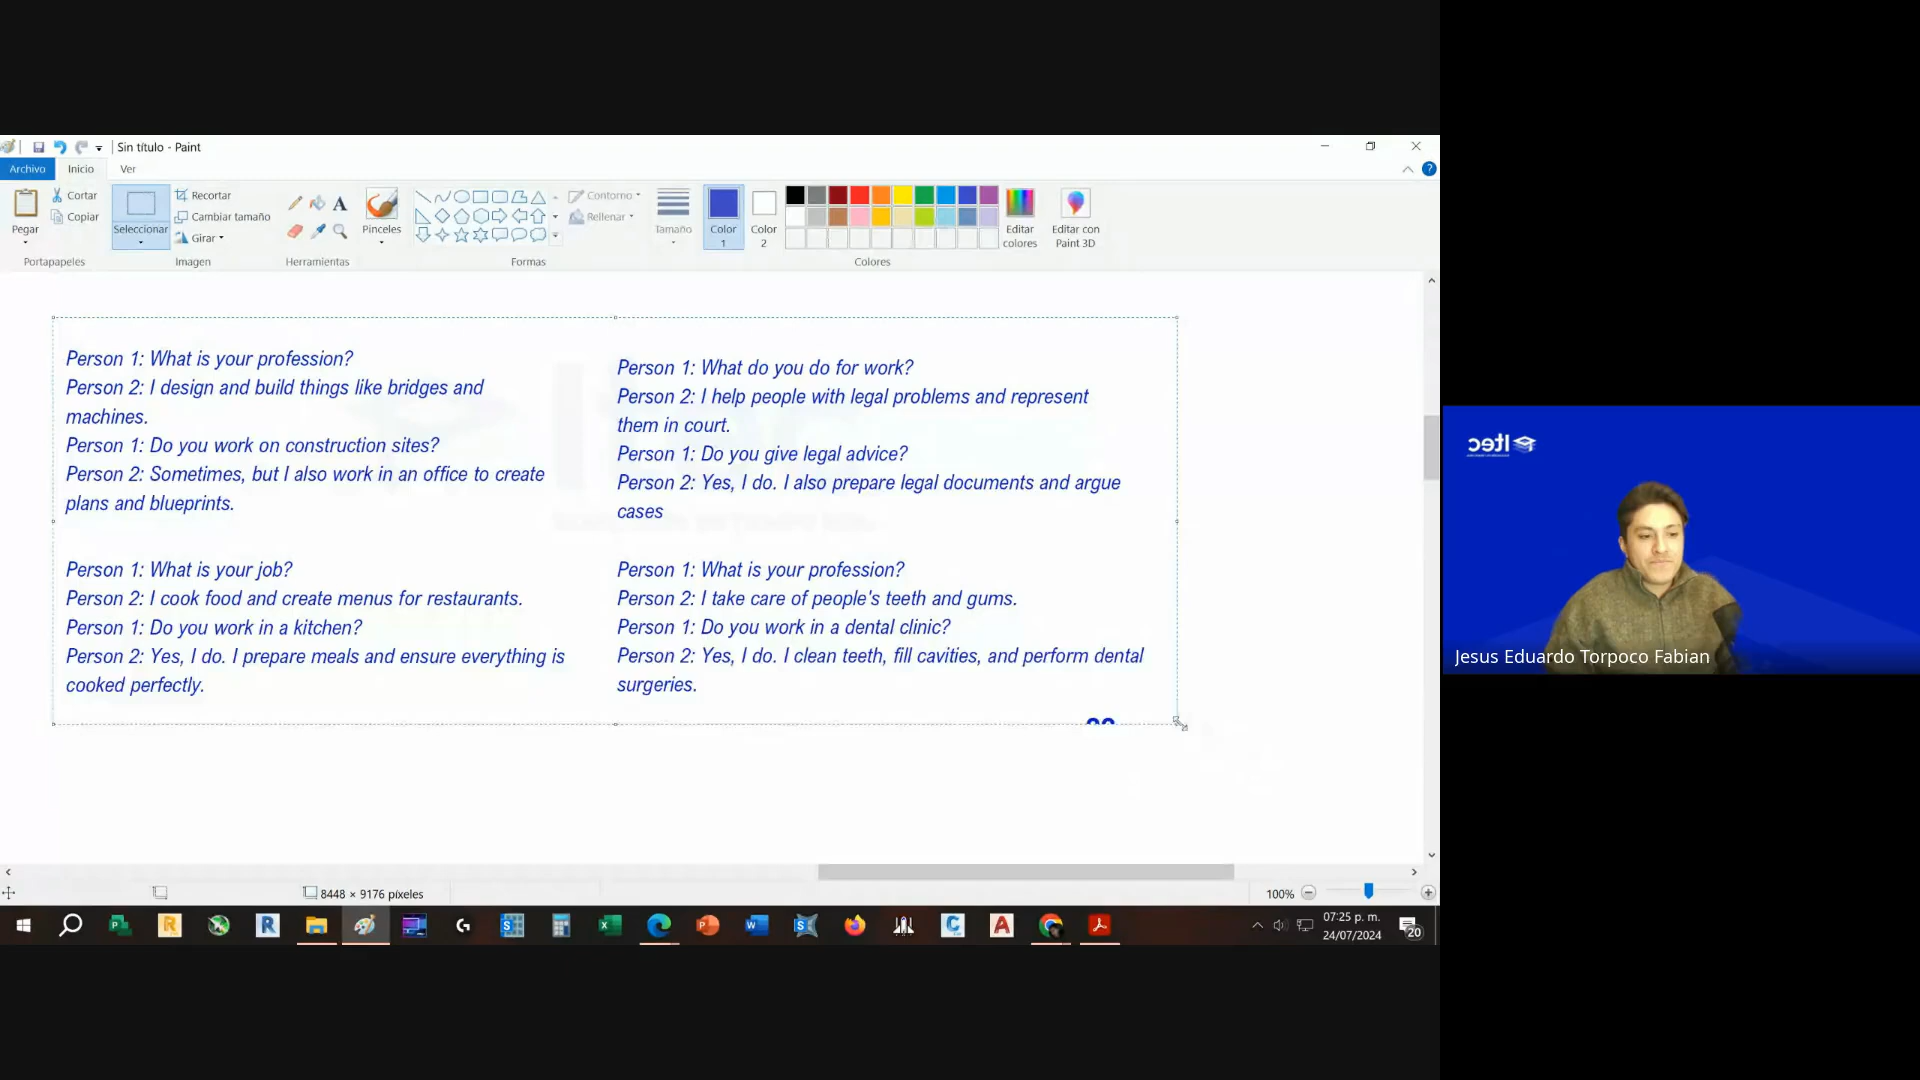 Sin título - Paint
Archivo
Inicio
Ver
Pegar
Cortar
Copiar
Portapapeles
Seleccionar
Recortar
Cambiar tamaño
Girar
Imagen
A
Herramientas
Pinceles
Contorno
Rellenar
Formas
Tamaño
Color
1
Color
2
Editar
colores
Editar con
Paint 3D
Colores
Person 1: What is your profession?
Person 2: I design and build things like bridges and
machines.
Person 1: Do you work on construction sites?
Person 2: Sometimes, but I also work in an office to create
plans and blueprints.
Person 1: What do you do for work?
Person 2: I help people with legal problems and represent
them in court.
Person 1: Do you give legal advice?
Person 2: Yes, I do. I also prepare legal documents and argue
cases
Person 1: What is your job?
Person 2: I cook food and create menus for restaurants.
Person 1: Do you work in a kitchen?
Person 2: Yes, I do. I prepare meals and ensure everything is
cooked perfectly.
Person 1: What is your profession?
Person 2: I take care of people's teeth and gums.
Person 1: Do you work in a dental clinic?
Person 2: Yes, I do. I clean teeth, fill cavities, and perform dental
surgeries.
8448 × 9176 píxeles
100%
07:25 p. m.
24/07/2024
20
Itec
Jesus Eduardo Torpoco Fabian